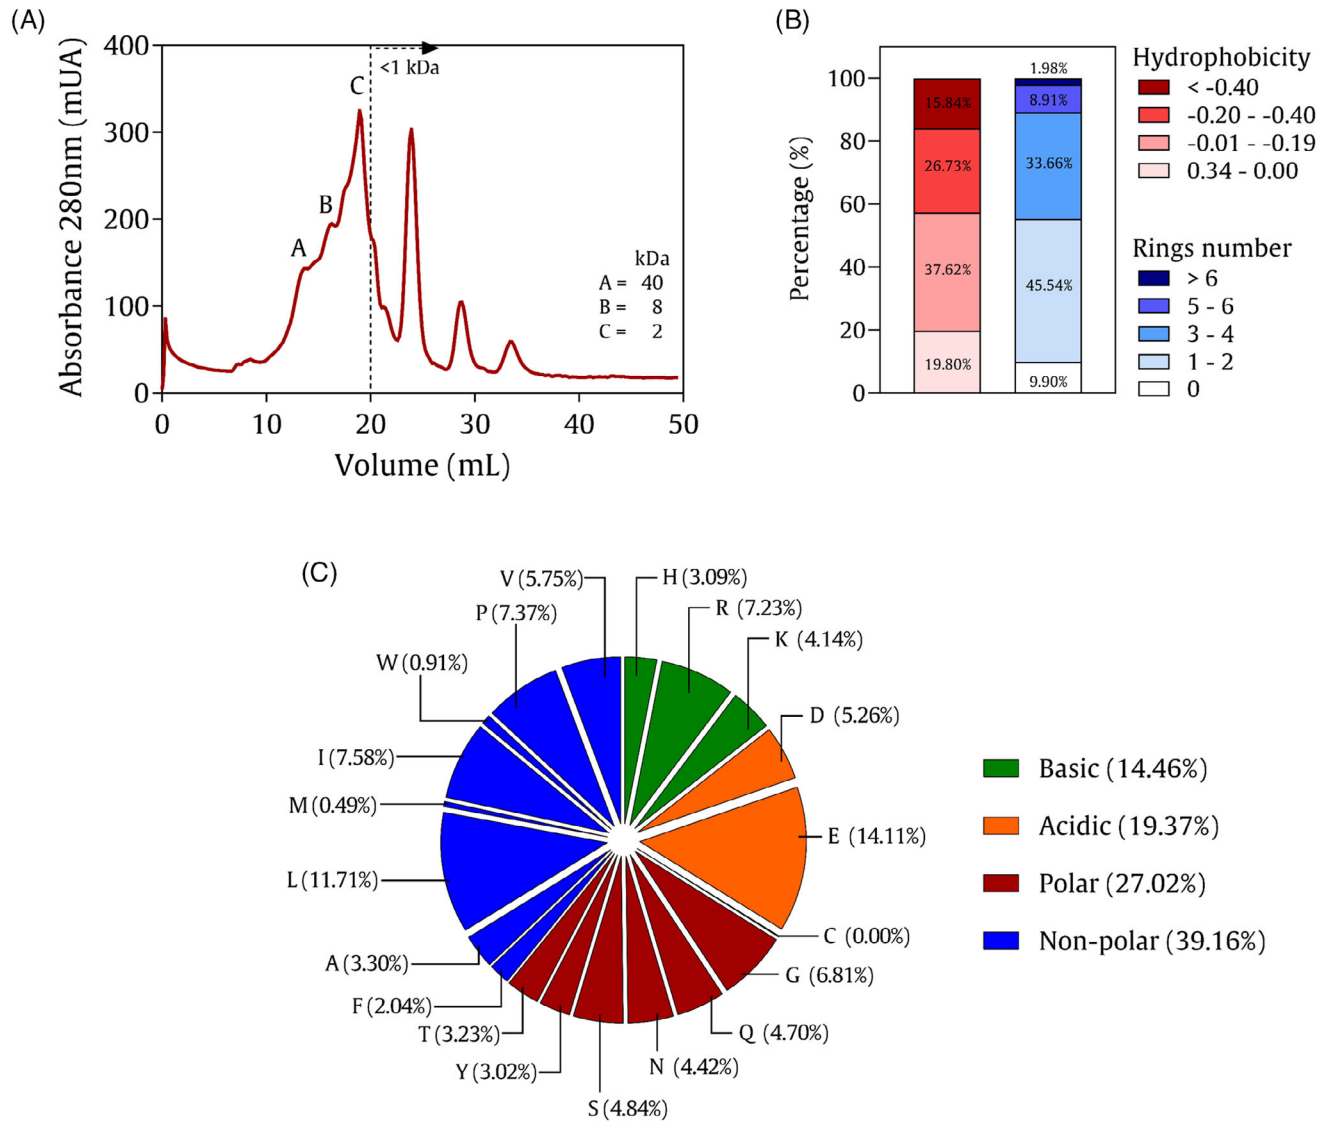 (A)
Absorbance 280nm (mUA)
400
300
200
100
0
0 10 20 30 40 50
Volume (mL)
A
B
C
<1 kDa
kDa
A = 40
B = 8
C = 2
(B)
Percentage (%)
100
80
60
40
20
0
15.84%
26.73%
37.62%
19.80%
1.98%
8.91%
33.66%
45.54%
9.90%
Hydrophobicity
< -0.40
-0.20 - -0.40
-0.01 - -0.19
0.34 - 0.00
Rings number
> 6
5 - 6
3 - 4
1 - 2
0
(C)
V (5.75%)
H (3.09%)
P (7.37%)
R (7.23%)
W (0.91%)
K (4.14%)
I (7.58%)
D (5.26%)
M (0.49%)
E (14.11%)
L (11.71%)
C (0.00%)
A (3.30%)
G (6.81%)
F (2.04%)
Q (4.70%)
T (3.23%)
N (4.42%)
Y (3.02%)
S (4.84%)
Basic (14.46%)
Acidic (19.37%)
Polar (27.02%)
Non-polar (39.16%)